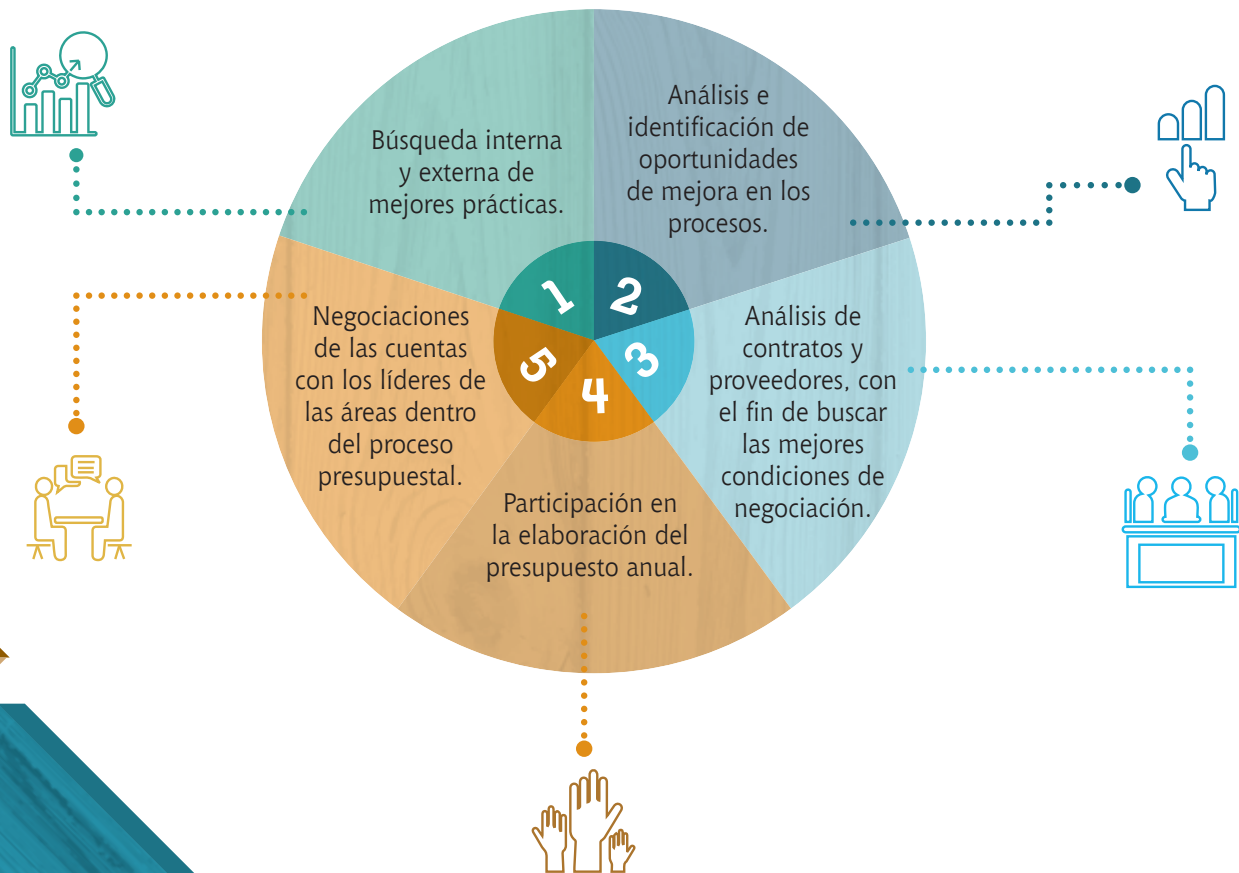 1
Búsqueda interna
y externa de
mejores prácticas.
2
Análisis e
identificación de
oportunidades
de mejora en los
procesos.
3
Análisis de
contratos y
proveedores, con
el fin de buscar
las mejores
condiciones de
negociación.
4
Participación en
la elaboración del
presupuesto anual.
5
Negociaciones
de las cuentas
con los líderes de
las áreas dentro
del proceso
presupuestal.